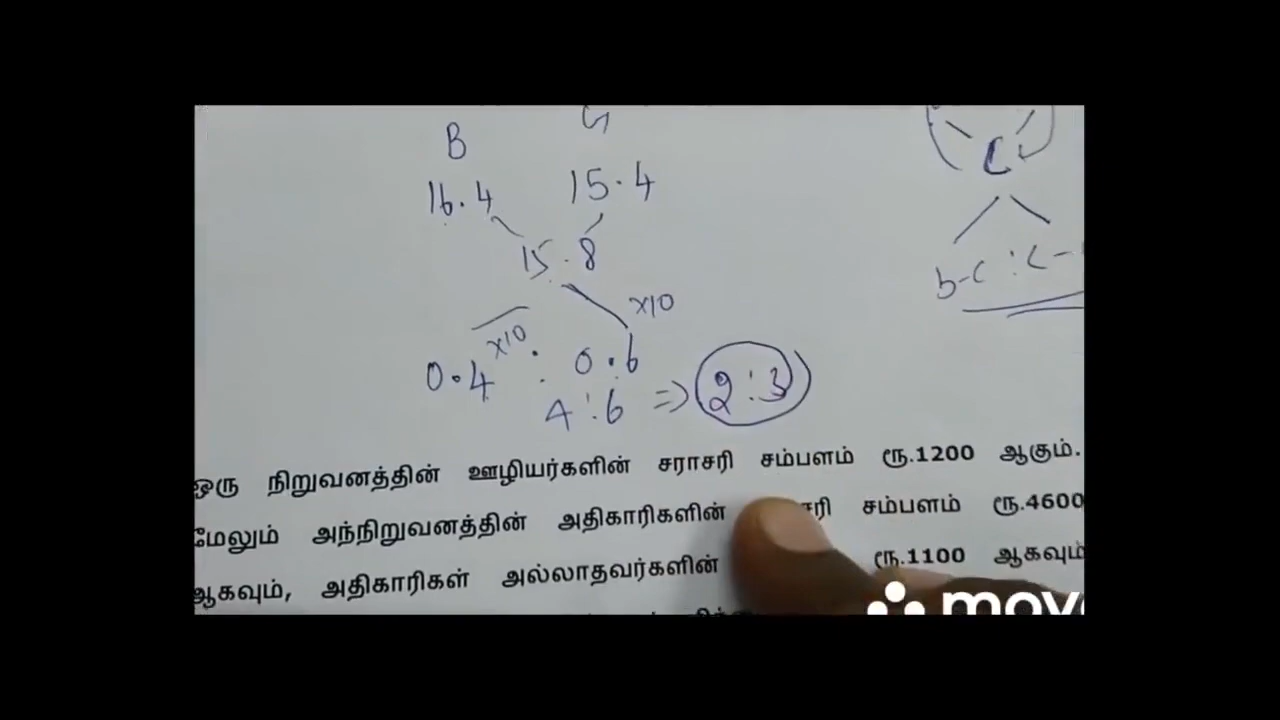 B G
16.4 15.4
C
15.8
b-c : c-
x10
x10
0.4 : 0.6
4:6 => 2:3
ஒரு நிறுவனத்தின் ஊழியர்களின் சராசரி சம்பளம் ரூ.1200 ஆகும்.
மேலும் அந்நிறுவனத்தின் அதிகாரிகளின் சம்பளம் ரூ.4600
ஆகவும், அதிகாரிகள் அல்லாதவர்களின் ரூ.1100 ஆகவும்